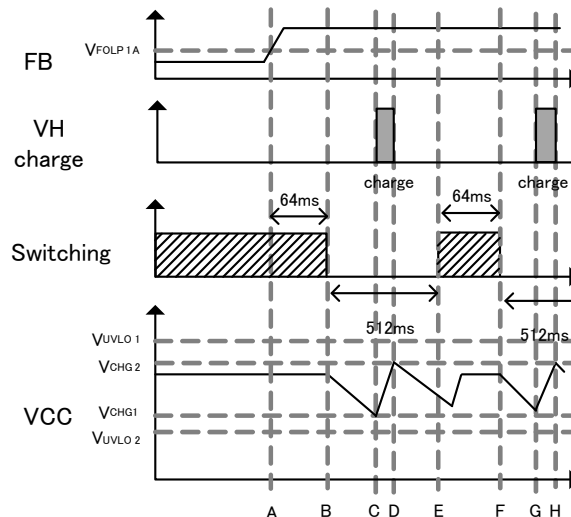 VFOLP1A
FB
VH
charge
charge
charge
64ms
64ms
Switching
512ms
512ms
VUVLO1
VCHG2
VCC
VCHG1
VUVLO2
A B C D E F G H